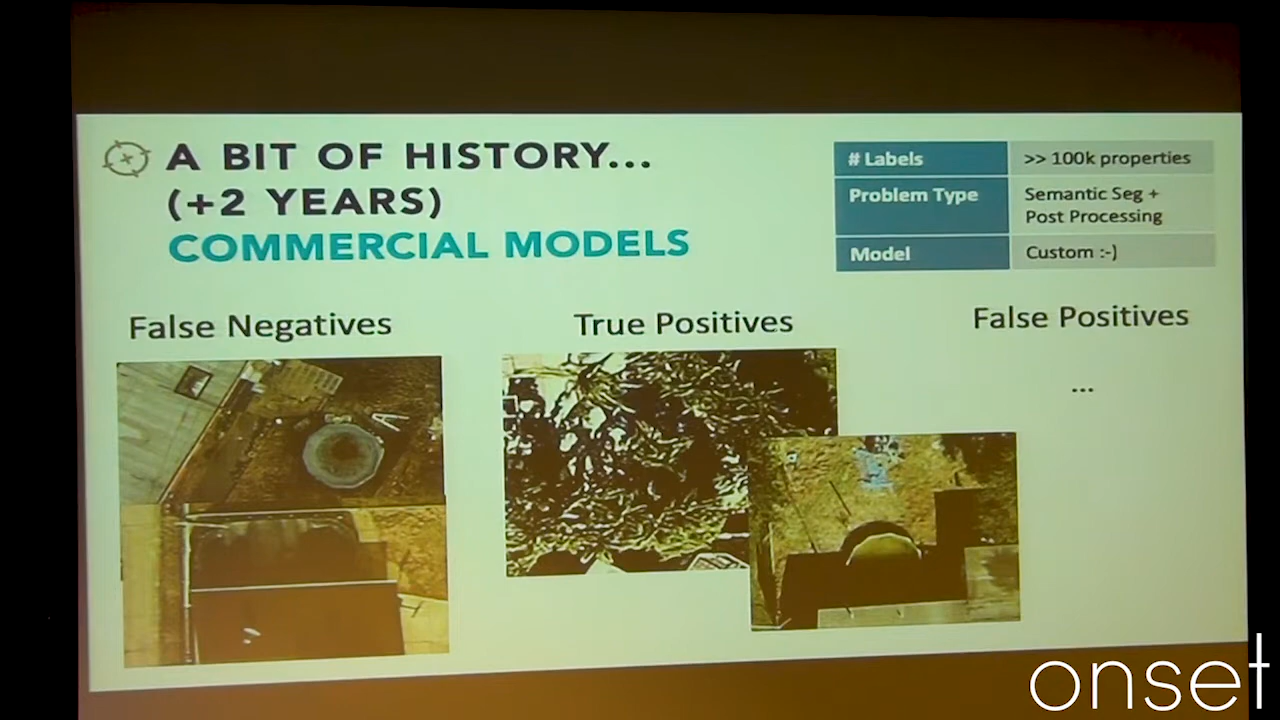 A BIT OF HISTORY...
(+2 YEARS)
COMMERCIAL MODELS
# Labels
>> 100k properties
Problem Type
Semantic Seg +
Post Processing
Model
Custom :-)
False Negatives
True Positives
False Positives
...
onset